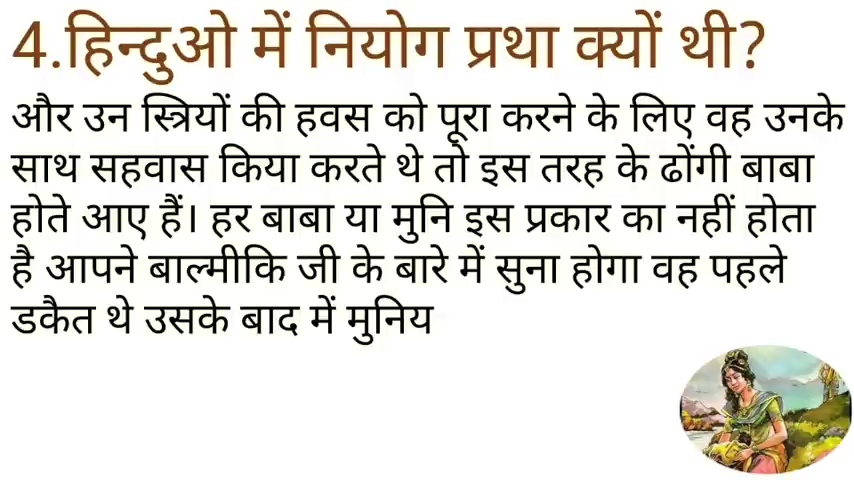 4.हिन्दुओ में नियोग प्रथा क्यों थी?
और उन स्त्रियों की हवस को पूरा करने के लिए वह उनके
साथ सहवास किया करते थे तो इस तरह के ढोंगी बाबा
होते आए हैं। हर बाबा या मुनि इस प्रकार का नहीं होता
है आपने बाल्मीकि जी के बारे में सुना होगा वह पहले
डकैत थे उसके बाद में मुनिय